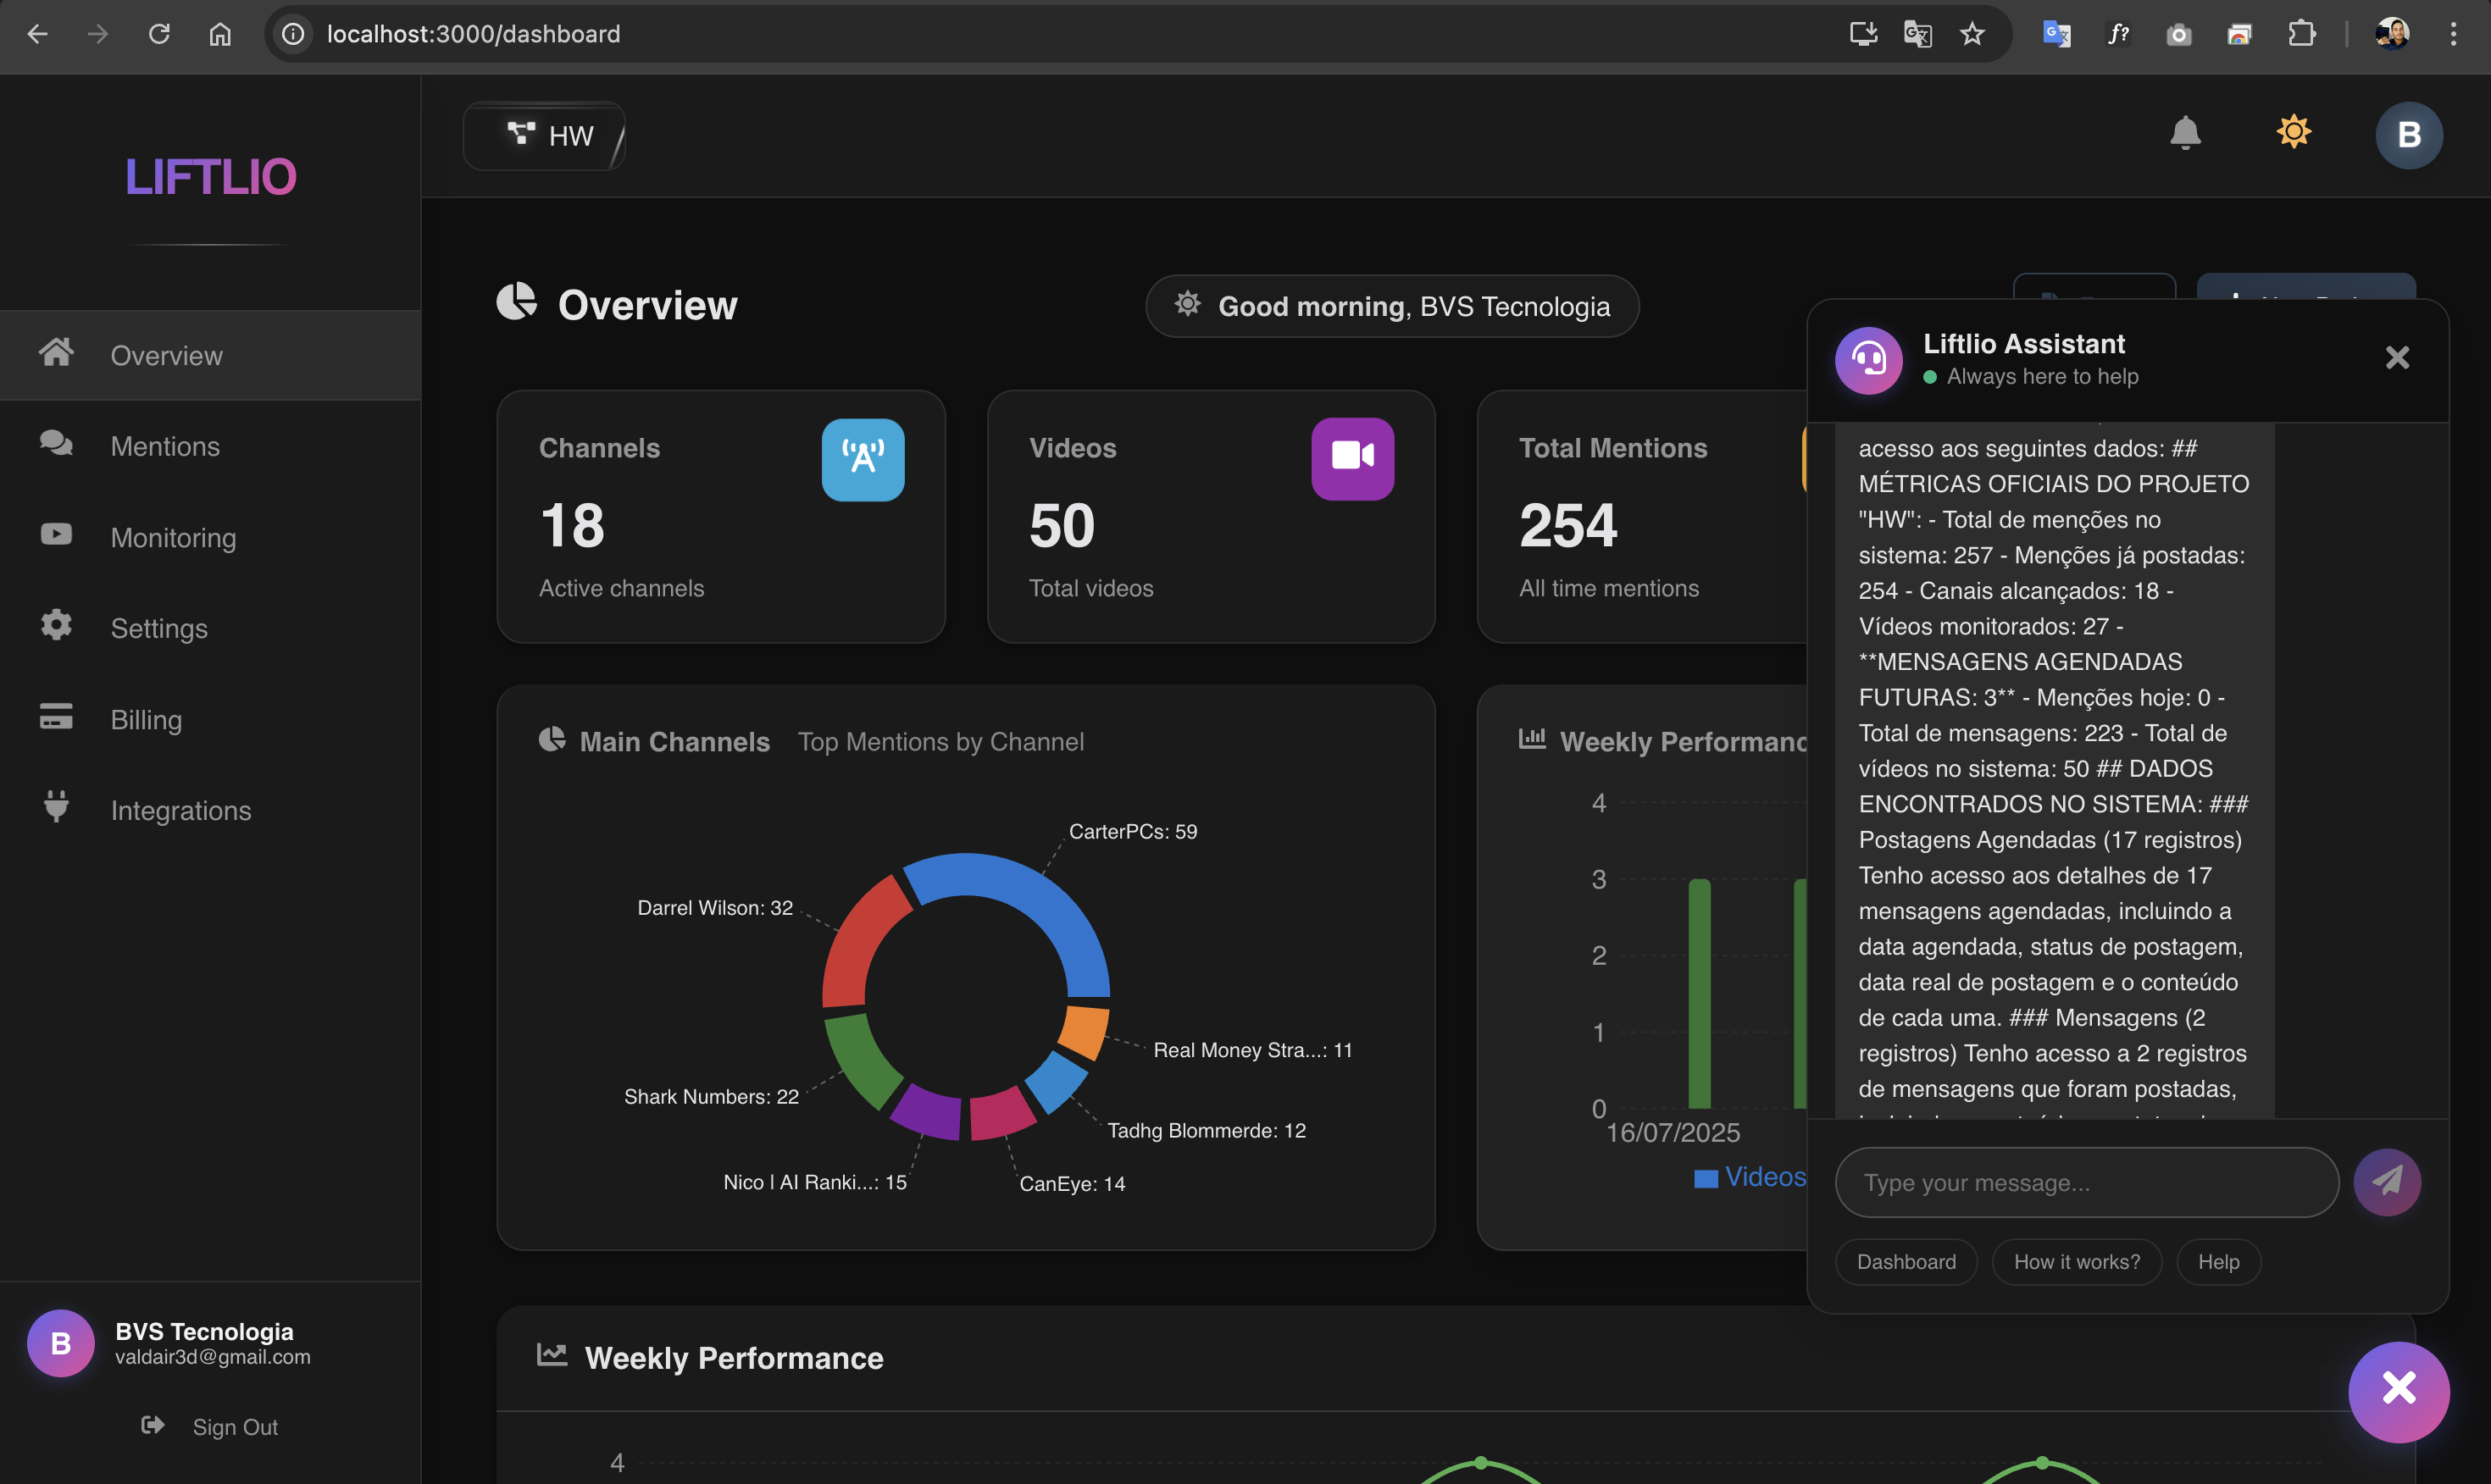 localhost:3000/dashboard
LIFTLIO
HW
B
Overview
Mentions
Monitoring
Settings
Billing
Integrations
B
BVS Tecnologia
valdair3d@gmail.com
Sign Out
Overview
Good morning, BVS Tecnologia
Channels
18
Active channels
Videos
50
Total videos
Total Mentions
254
All time mentions
Main Channels Top Mentions by Channel
CarterPCs: 59
Darrel Wilson: 32
Real Money Stra...: 11
Shark Numbers: 22
Tadhg Blommerde: 12
Nico | AI Ranki...: 15
CanEye: 14
Weekly Performanc
4
3
2
1
0
16/07/2025
Videos
Weekly Performance
4
Liftlio Assistant
Always here to help
acesso aos seguintes dados: ##
MÉTRICAS OFICIAIS DO PROJETO
"HW": - Total de menções no
sistema: 257 - Menções já postadas:
254 - Canais alcançados: 18 -
Vídeos monitorados: 27 -
**MENSAGENS AGENDADAS
FUTURAS: 3** - Menções hoje: 0 -
Total de mensagens: 223 - Total de
vídeos no sistema: 50 ## DADOS
ENCONTRADOS NO SISTEMA: ###
Postagens Agendadas (17 registros)
Tenho acesso aos detalhes de 17
mensagens agendadas, incluindo a
data agendada, status de postagem,
data real de postagem e o conteúdo
de cada uma. ### Mensagens (2
registros) Tenho acesso a 2 registros
de mensagens que foram postadas,
Type your message...
Dashboard
How it works?
Help